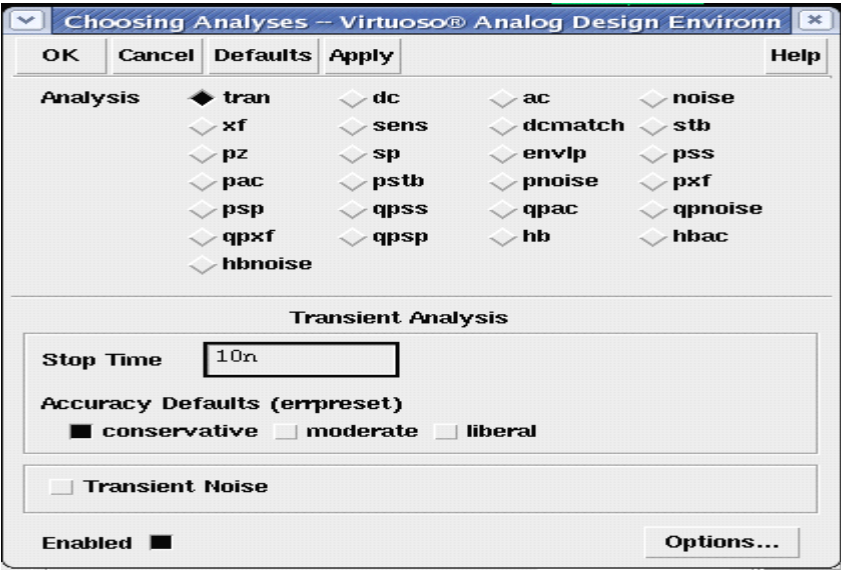 Choosing Analyses -- Virtuoso® Analog Design Environn
OK Cancel Defaults Apply Help
Analysis tran dc ac noise
xf sens dcmatch stb
pz sp envlp pss
pac pstb pnoise pxf
psp qpss qpac qpnoise
qpxf qpsp hb hbac
hbnoise
Transient Analysis
Stop Time 10n
Accuracy Defaults (errpreset)
conservative moderate liberal
Transient Noise
Enabled Options...